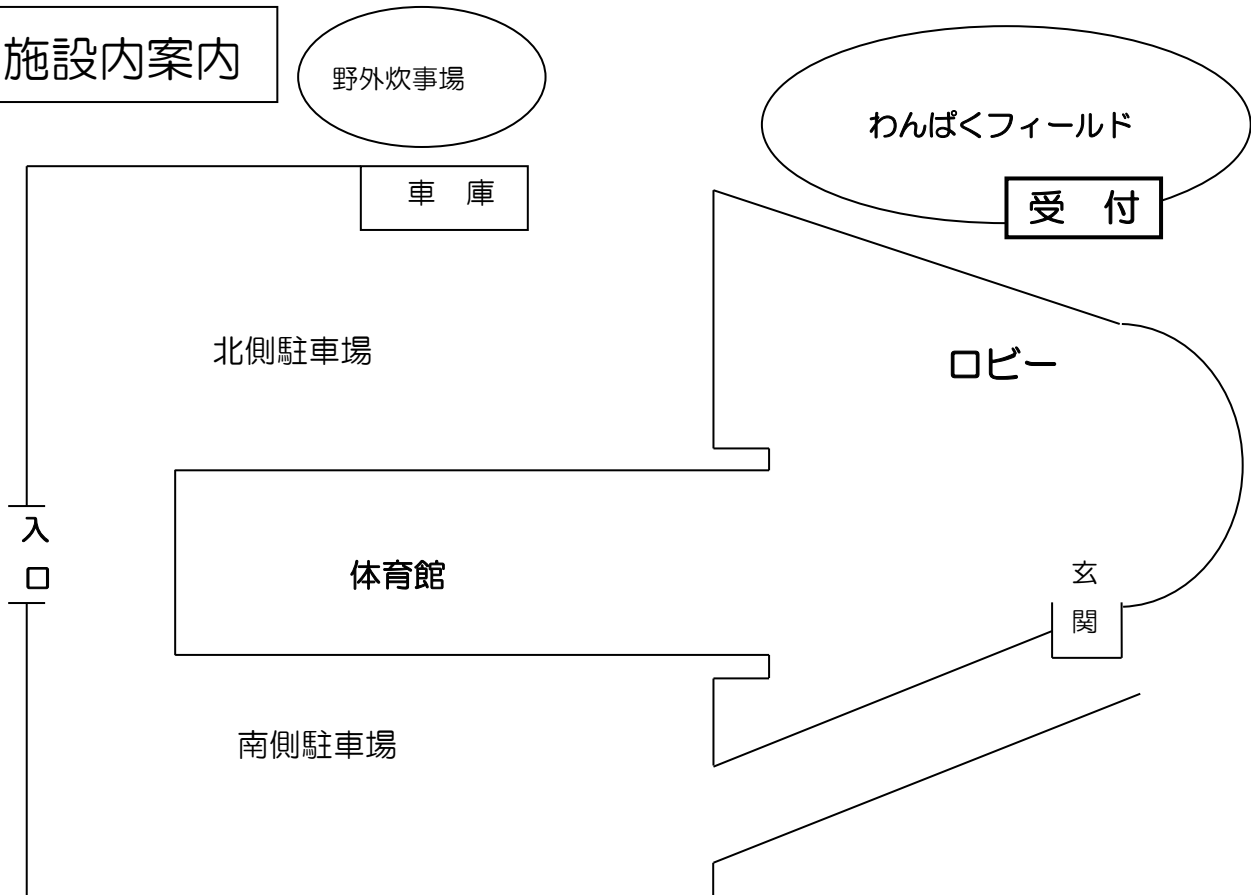 施設内案内
野外炊事場
わんぱくフィールド
車　庫
受　付
北側駐車場
ロビー
入口
体育館
玄関
南側駐車場